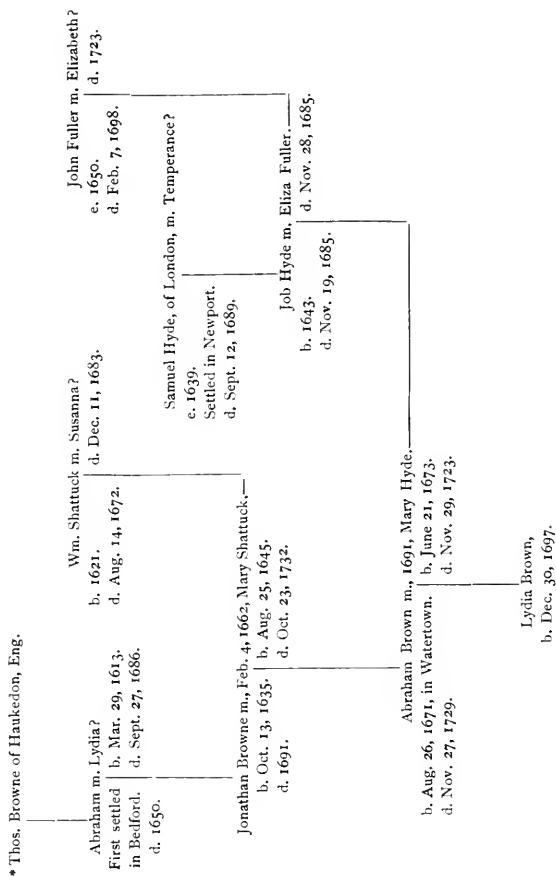 * Thos. Browne of Haukedon, Eng.
Abraham m. Lydia?
First settled b. Mar. 29, 1613.
in Bedford. d. Sept. 27, 1686.
d. 1650.
Wm. Shattuck m. Susanna?
b. 1621. d. Dec. 11, 1683.
d. Aug. 14, 1672.
John Fuller m. Elizabeth?
e. 1650. d. 1723.
d. Feb. 7, 1698.
Samuel Hyde, of London, m. Temperance?
e. 1639.
Settled in Newport.
d. Sept. 12, 1689.
Jonathan Browne m., Feb. 4, 1662, Mary Shattuck.
b. Oct. 13, 1635. b. Aug. 25, 1645.
d. 1691. d. Oct. 23, 1732.
Job Hyde m. Eliza Fuller.
b. 1643. d. Nov. 28, 1685.
d. Nov. 19, 1685.
Abraham Brown m., 1691, Mary Hyde.
b. Aug. 26, 1671, in Watertown. b. June 21, 1673.
d. Nov. 27, 1729. d. Nov. 29, 1723.
Lydia Brown,
b. Dec. 30, 1697.